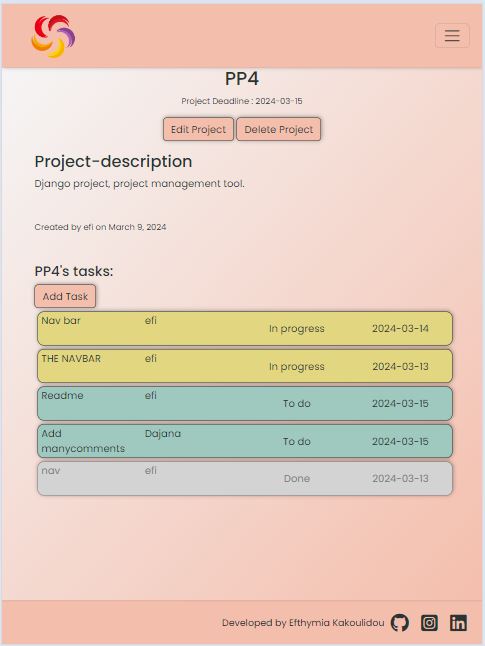 PP4
Project Deadline : 2024-03-15
Edit Project Delete Project
Project-description
Django project, project management tool.
Created by efi on March 9, 2024
PP4's tasks:
Add Task
Nav bar efi In progress 2024-03-14
THE NAVBAR efi In progress 2024-03-13
Readme efi To do 2024-03-15
Add Dajana To do 2024-03-15
manycomments
nav efi Done 2024-03-13
Developed by Efthymia Kakoulidou